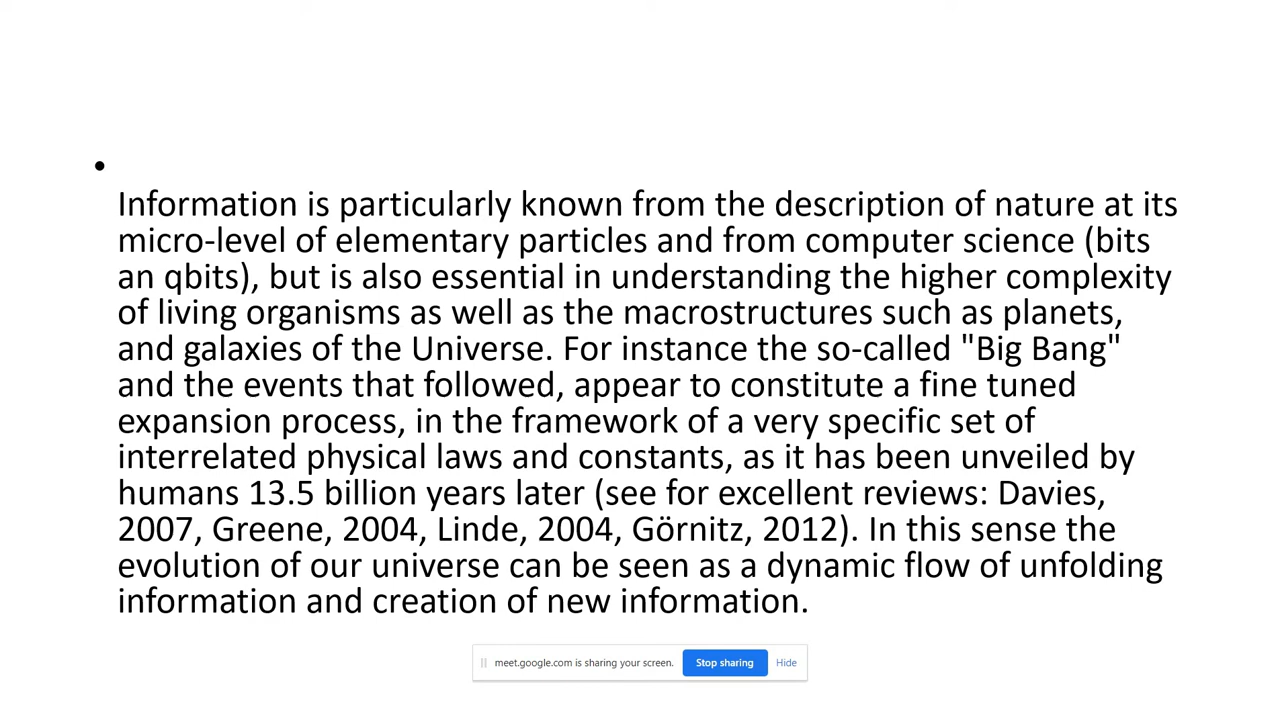 •
Information is particularly known from the description of nature at its
micro-level of elementary particles and from computer science (bits
an qbits), but is also essential in understanding the higher complexity
of living organisms as well as the macrostructures such as planets,
and galaxies of the Universe. For instance the so-called "Big Bang"
and the events that followed, appear to constitute a fine tuned
expansion process, in the framework of a very specific set of
interrelated physical laws and constants, as it has been unveiled by
humans 13.5 billion years later (see for excellent reviews: Davies,
2007, Greene, 2004, Linde, 2004, Görnitz, 2012). In this sense the
evolution of our universe can be seen as a dynamic flow of unfolding
information and creation of new information.
meet.google.com is sharing your screen. Stop sharing Hide